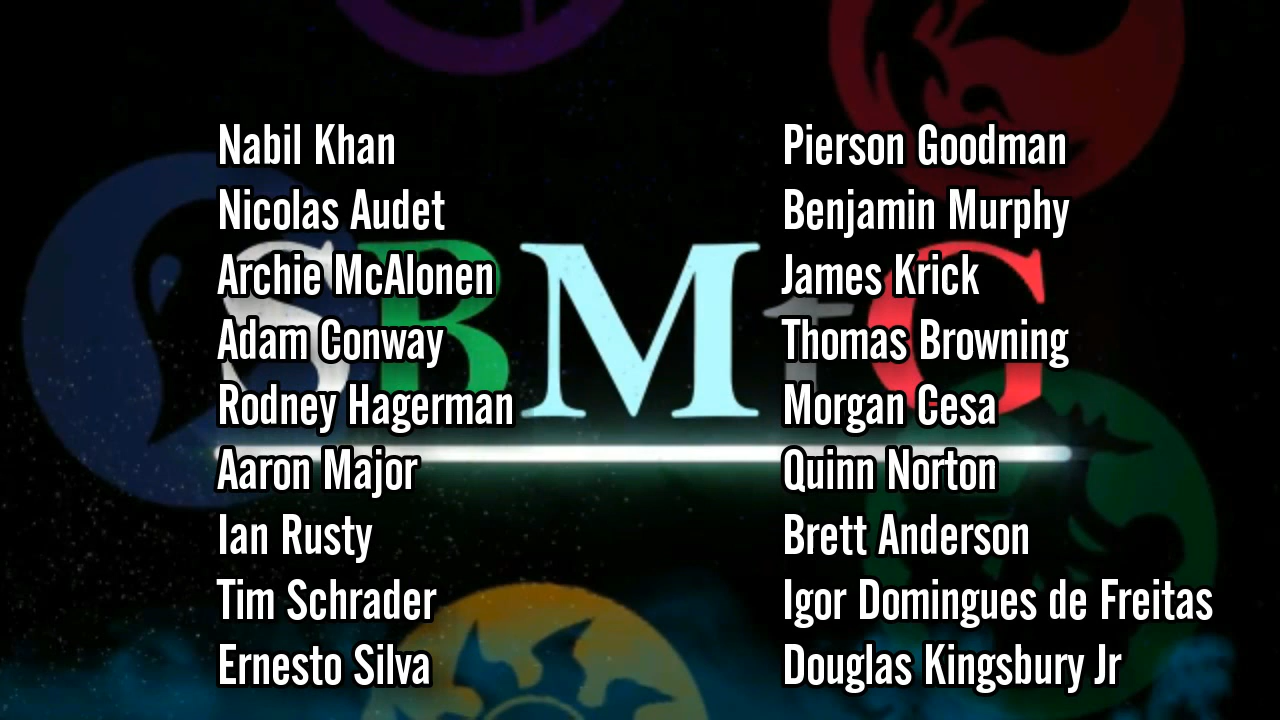 Nabil Khan
Nicolas Audet
Archie McAlonen
Adam Conway
Rodney Hagerman
Aaron Major
Ian Rusty
Tim Schrader
Ernesto Silva
Pierson Goodman
Benjamin Murphy
James Krick
Thomas Browning
Morgan Cesa
Quinn Norton
Brett Anderson
Igor Domingues de Freitas
Douglas Kingsbury Jr
SBMtG